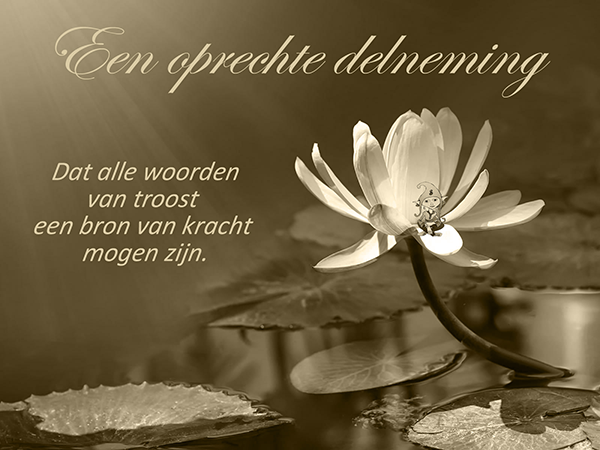 Een oprechte delneming
Dat alle woorden
van troost
een bron van kracht
mogen zijn.